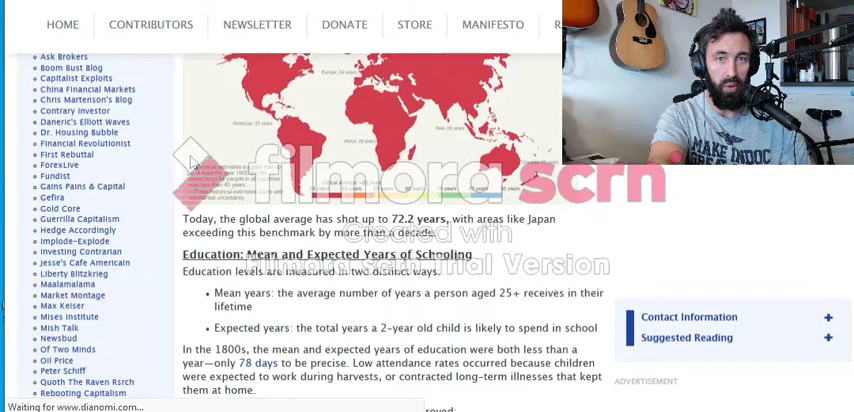 HOME
CONTRIBUTORS
NEWSLETTER
DONATE
STORE
MANIFESTO
Ask Brokers
Boom Bust Blog
Capitalist Exploits
China Financial Markets
Chris Martenson's Blog
Contrary Investor
Daneric's Elliott Waves
Dr. Housing Bubble
Financial Revolutionist
First Rebuttal
ForexLive
Fundist
Gains Pains & Capital
Gefira
Gold Core
Guerrilla Capitalism
Hedge Accordingly
Implode-Explode
Investing Contrarian
Jesse's Cafe Americain
Liberty Blitzkrieg
Maalamalama
Market Montage
Max Keiser
Mises Institute
Mish Talk
Newsbud
Of Two Minds
Oil Price
Peter Schiff
Quoth The Raven Rsrch
Rebooting Capitalism
Waiting for www.dianomi.com...
filmora scrn
Created with
Filmora Scrn Trial Version
Today, the global average has shot up to 72.2 years, with areas like Japan
exceeding this benchmark by more than a decade.
Education: Mean and Expected Years of Schooling
Education levels are measured in two distinct ways.
• Mean years: the average number of years a person aged 25+ receives in their
lifetime
• Expected years: the total years a 2-year old child is likely to spend in school
In the 1800s, the mean and expected years of education were both less than a
year—only 78 days to be precise. Low attendance rates occurred because children
were expected to work during harvests, or contracted long-term illnesses that kept
them at home.
MAKE INDOC
Contact Information +
Suggested Reading +
ADVERTISEMENT